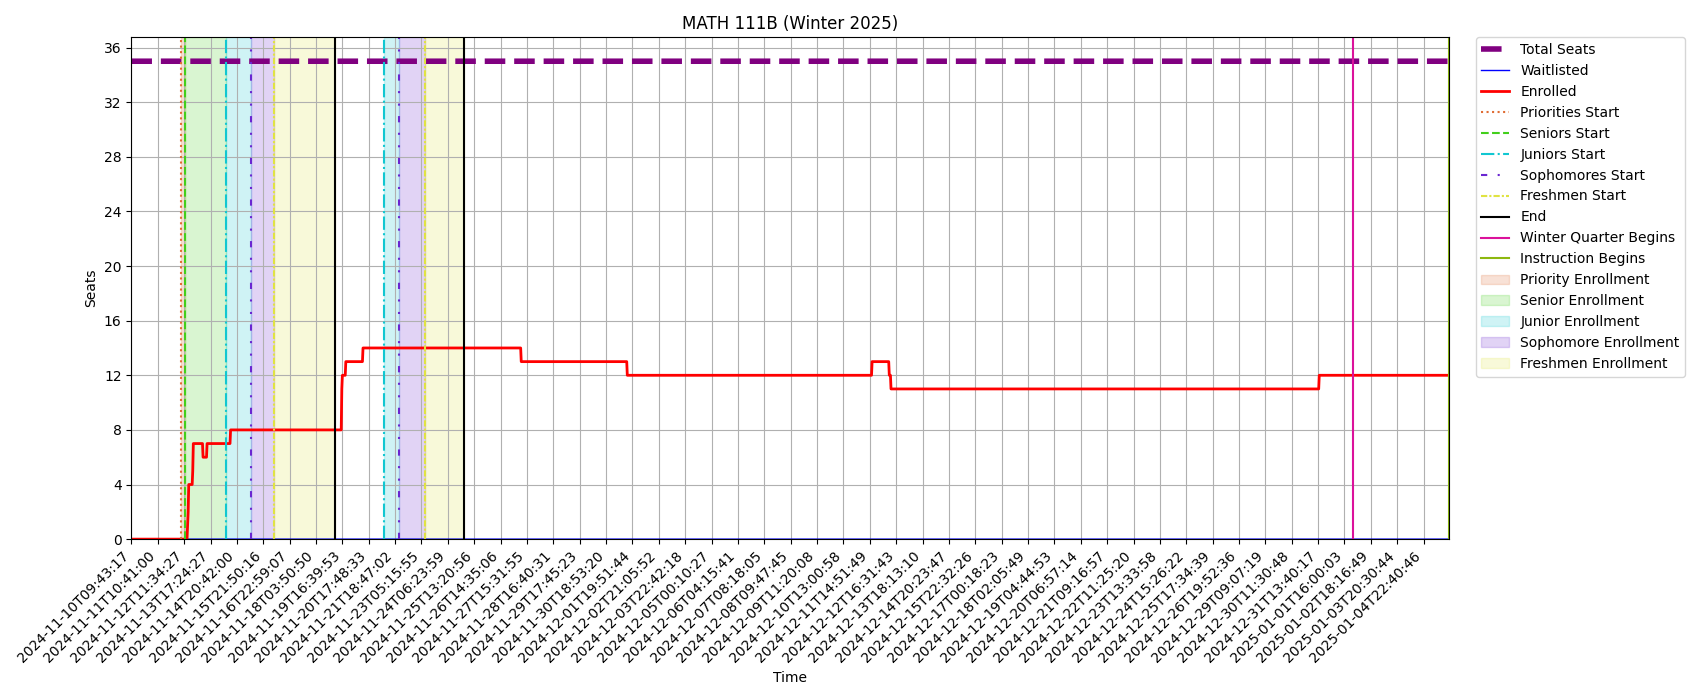 MATH 111B (Winter 2025)
Seats
36
32
28
24
20
16
12
8
4
0
2024-11-10T09:43:17
2024-11-11T10:41:00
2024-11-12T11:34:27
2024-11-13T17:24:27
2024-11-14T20:42:00
2024-11-15T21:50:16
2024-11-16T22:59:07
2024-11-18T03:50:50
2024-11-19T16:39:53
2024-11-20T17:48:33
2024-11-21T18:47:02
2024-11-23T05:15:55
2024-11-24T06:23:59
2024-11-25T13:20:56
2024-11-26T14:35:06
2024-11-27T15:31:55
2024-11-28T16:40:31
2024-11-29T17:45:23
2024-11-30T18:53:20
2024-12-01T19:51:44
2024-12-02T21:05:52
2024-12-03T22:42:18
2024-12-05T00:10:27
2024-12-06T04:15:41
2024-12-07T08:18:05
2024-12-08T09:47:45
2024-12-09T11:20:08
2024-12-10T13:00:58
2024-12-11T14:51:49
2024-12-12T16:31:43
2024-12-13T18:13:10
2024-12-14T20:23:47
2024-12-15T22:32:26
2024-12-17T00:18:23
2024-12-18T02:05:49
2024-12-19T04:44:53
2024-12-20T06:57:14
2024-12-21T09:16:57
2024-12-22T11:25:20
2024-12-23T13:33:58
2024-12-24T15:26:22
2024-12-25T17:34:39
2024-12-26T19:52:36
2024-12-29T09:07:19
2024-12-30T11:30:48
2024-12-31T13:40:17
2025-01-01T16:00:03
2025-01-02T18:16:49
2025-01-03T20:30:44
2025-01-04T22:40:46
Time
Total Seats
Waitlisted
Enrolled
Priorities Start
Seniors Start
Juniors Start
Sophomores Start
Freshmen Start
End
Winter Quarter Begins
Instruction Begins
Priority Enrollment
Senior Enrollment
Junior Enrollment
Sophomore Enrollment
Freshmen Enrollment